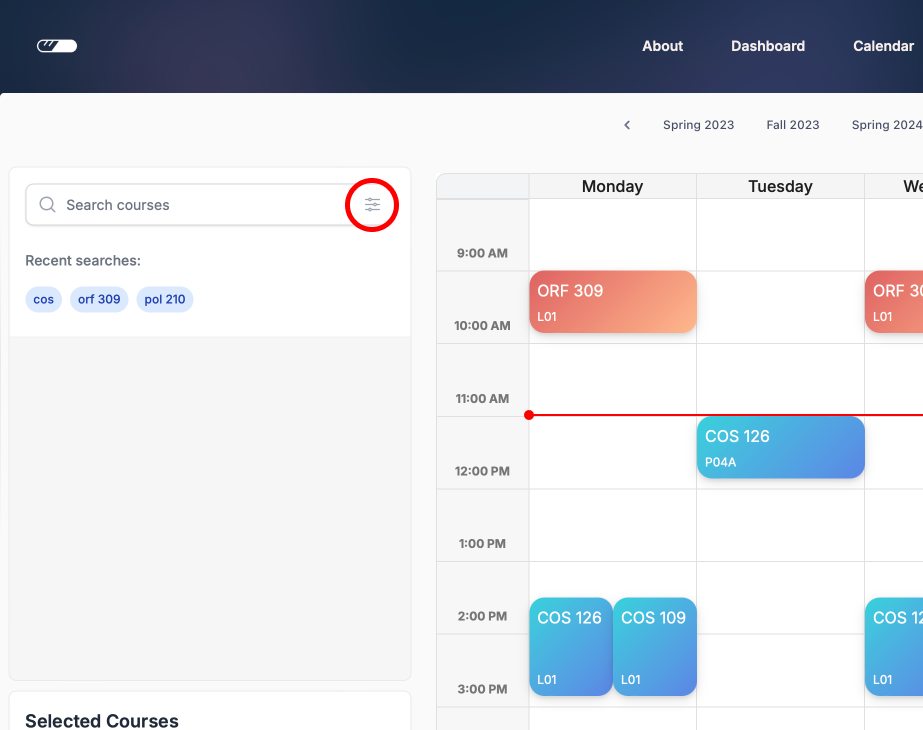 About Dashboard Calendar
Spring 2023 Fall 2023 Spring 2024
Search courses
Recent searches:
cos orf 309 pol 210
Selected Courses
Monday Tuesday We
9:00 AM
ORF 309
L01
ORF 30
L01
10:00 AM
11:00 AM
COS 126
P04A
12:00 PM
1:00 PM
2:00 PM
COS 126
L01
COS 109
L01
COS 12
L01
3:00 PM